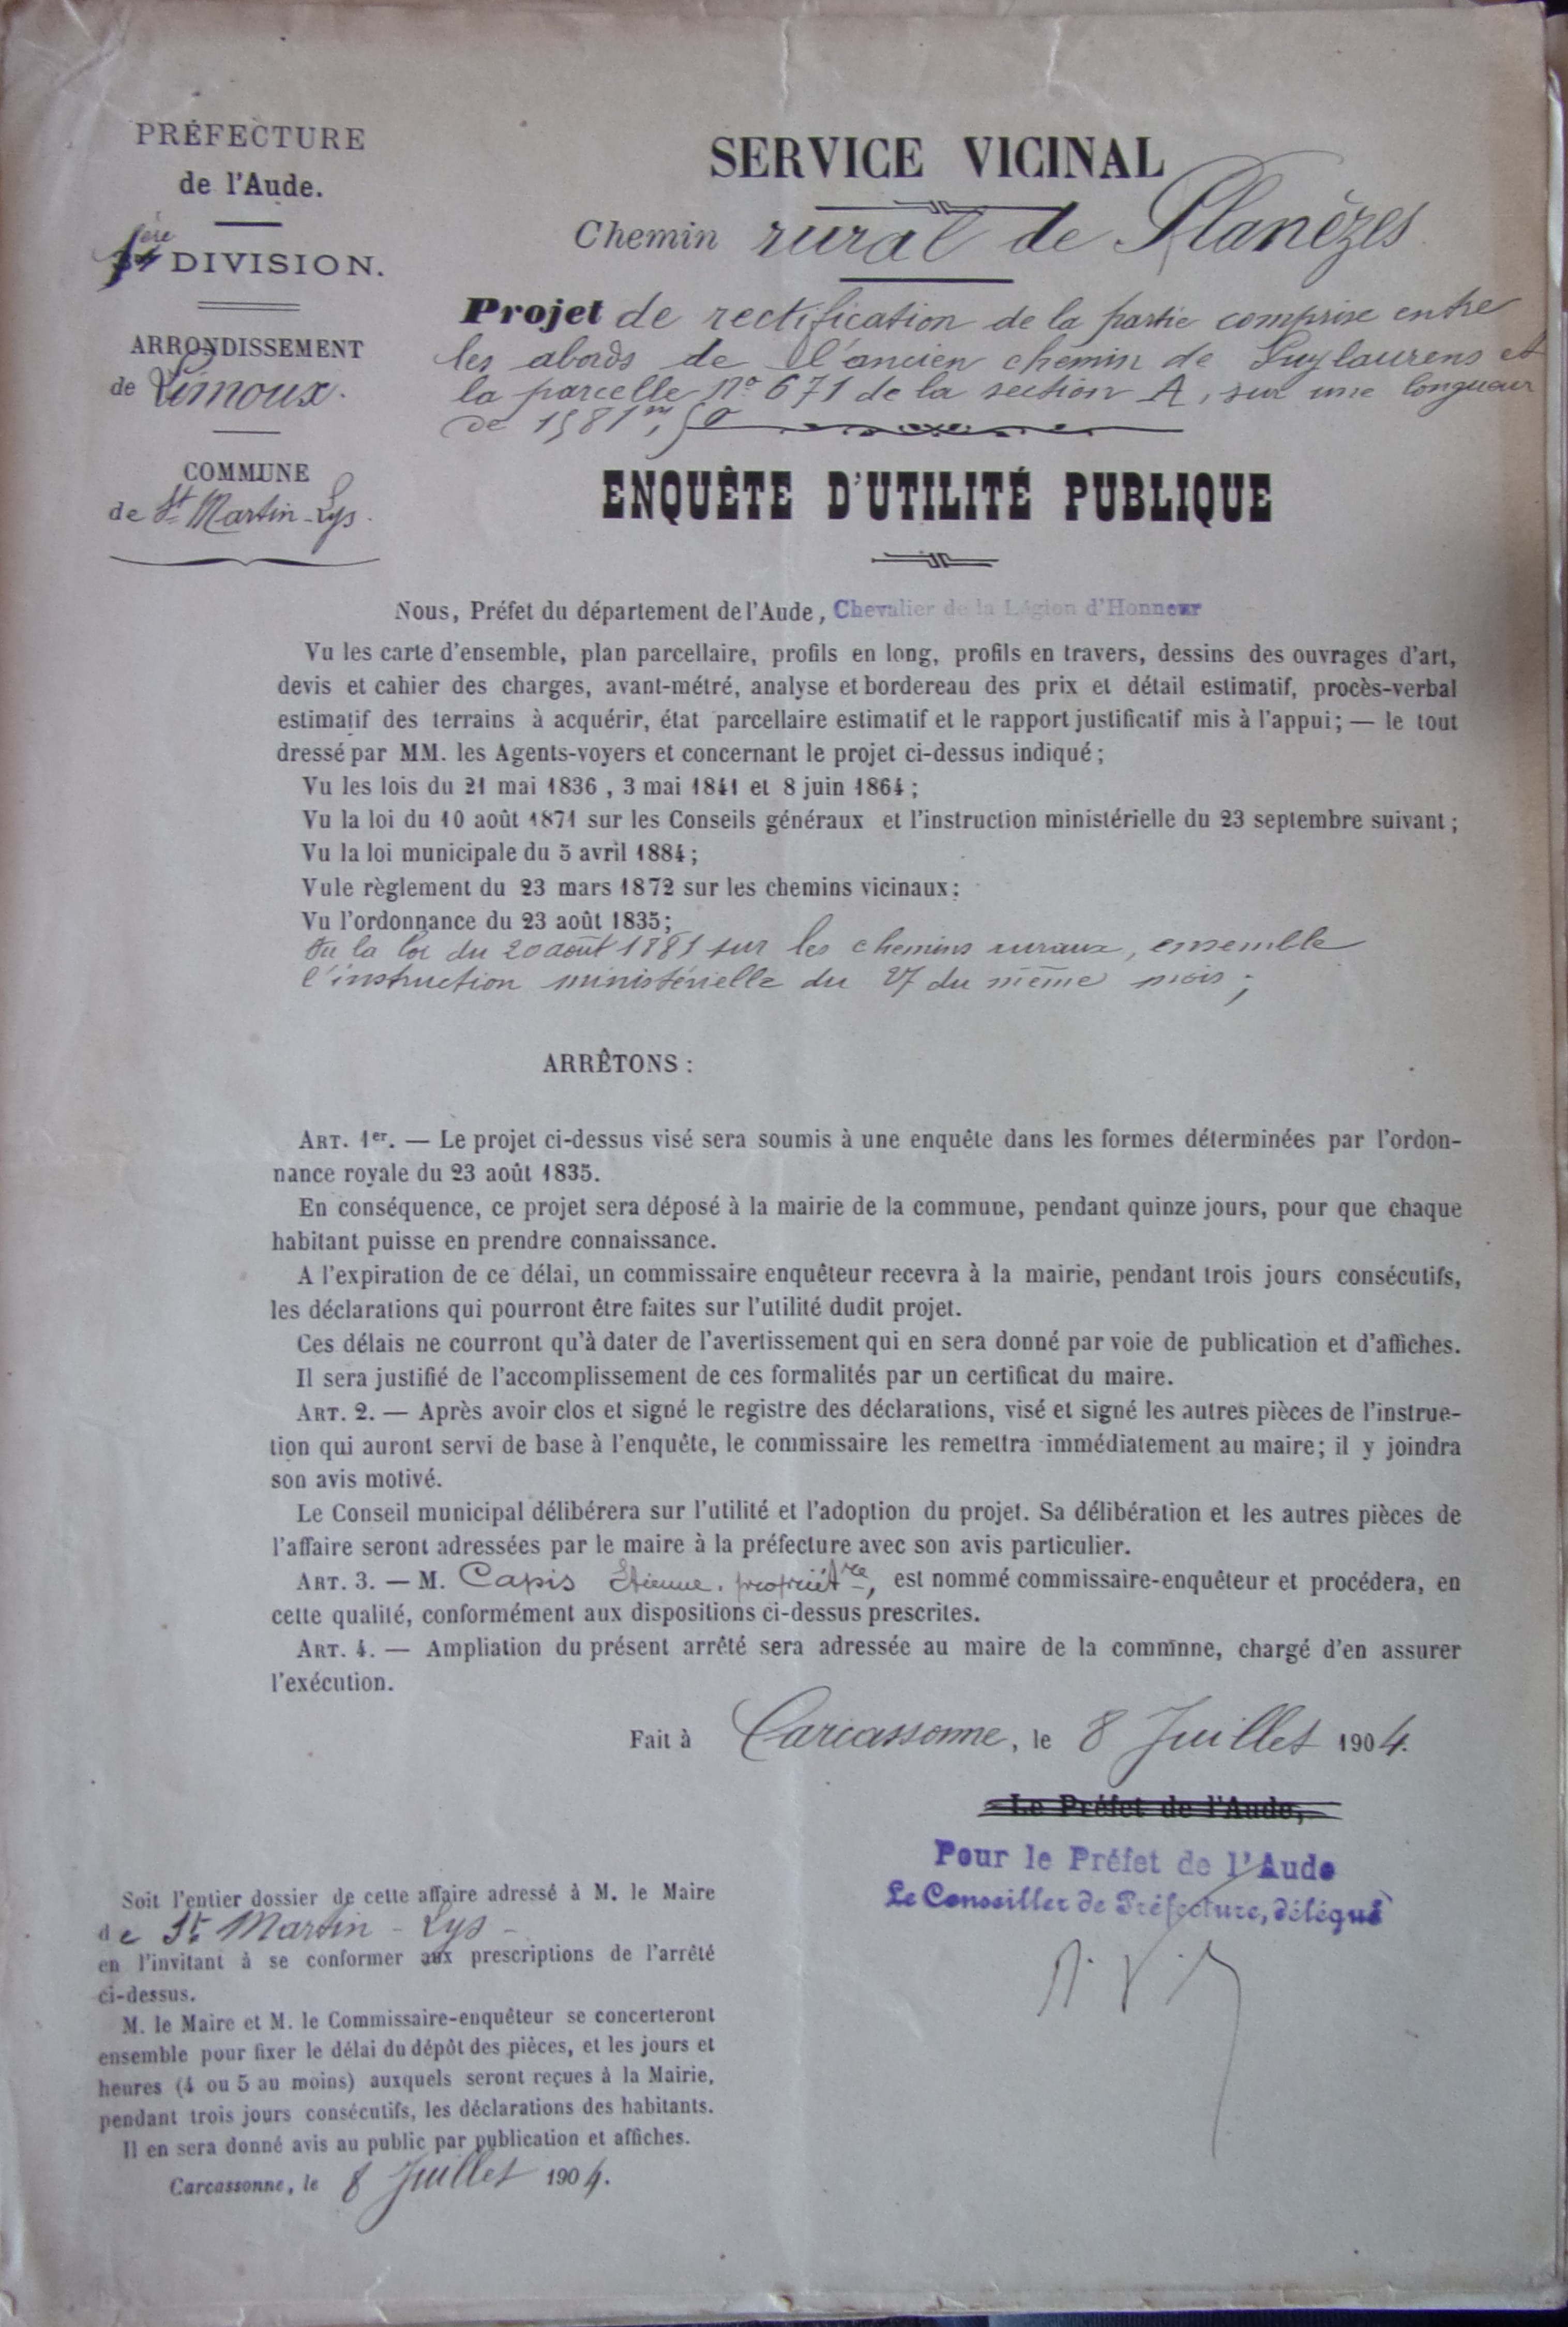 PRÉFECTURE
de l'Aude.
1ère DIVISION.
ARRONDISSEMENT
de Limoux.
COMMUNE
de St Martin-Lys.
SERVICE VICINAL
Chemin rural de Planèzes
Projet de rectification de la partie comprise entre
les abords de l'ancien chemin de Puylaurens et
la parcelle No 671 de la section A, sur une longueur
de 1581m,50
ENQUÊTE D'UTILITÉ PUBLIQUE
Nous, Préfet du département de l'Aude, Chevalier de la Légion d'Honneur
Vu les carte d'ensemble, plan parcellaire, profils en long, profils en travers, dessins des ouvrages d'art,
devis et cahier des charges, avant-métré, analyse et bordereau des prix et détail estimatif, procès-verbal
estimatif des terrains à acquérir, état parcellaire estimatif et le rapport justificatif mis à l'appui; — le tout
dressé par MM. les Agents-voyers et concernant le projet ci-dessus indiqué;
Vu les lois du 21 mai 1836, 3 mai 1841 et 8 juin 1864;
Vu la loi du 10 août 1871 sur les Conseils généraux et l'instruction ministérielle du 23 septembre suivant;
Vu la loi municipale du 5 avril 1884;
Vule règlement du 23 mars 1872 sur les chemins vicinaux:
Vu l'ordonnance du 23 août 1835;
Vu la loi du 20 août 1881 sur les chemins ruraux, ensemble
l'instruction ministérielle du 27 du même mois;
ARRÊTONS :
ART. 1er. — Le projet ci-dessus visé sera soumis à une enquête dans les formes déterminées par l'ordon-
nance royale du 23 août 1835.
En conséquence, ce projet sera déposé à la mairie de la commune, pendant quinze jours, pour que chaque
habitant puisse en prendre connaissance.
A l'expiration de ce délai, un commissaire enquêteur recevra à la mairie, pendant trois jours consécutifs,
les déclarations qui pourront être faites sur l'utilité dudit projet.
Ces délais ne courront qu'à dater de l'avertissement qui en sera donné par voie de publication et d'affiches.
Il sera justifié de l'accomplissement de ces formalités par un certificat du maire.
ART. 2. — Après avoir clos et signé le registre des déclarations, visé et signé les autres pièces de l'instruc-
tion qui auront servi de base à l'enquête, le commissaire les remettra immédiatement au maire; il y joindra
son avis motivé.
Le Conseil municipal délibérera sur l'utilité et l'adoption du projet. Sa délibération et les autres pièces de
l'affaire seront adressées par le maire à la préfecture avec son avis particulier.
ART. 3. — M. Capis Etienne, propriétre, est nommé commissaire-enquêteur et procédera, en
cette qualité, conformément aux dispositions ci-dessus prescrites.
ART. 4. — Ampliation du présent arrêté sera adressée au maire de la comminne, chargé d'en assurer
l'exécution.
Fait à Carcassonne, le 8 Juillet 1904.
Le Préfet de l'Aude,
Pour le Préfet de l'Aude
Le Conseiller de Préfecture, délégué
Soit l'entier dossier de cette affaire adressé à M. le Maire
de St Martin-Lys-
en l'invitant à se conformer aux prescriptions de l'arrêté
ci-dessus.
M. le Maire et M. le Commissaire-enquêteur se concerteront
ensemble pour fixer le délai du dépôt des pièces, et les jours et
heures (4 ou 5 au moins) auxquels seront reçues à la Mairie,
pendant trois jours consécutifs, les déclarations des habitants.
Il en sera donné avis au public par publication et affiches.
Carcassonne, le 8 Juillet 1904.